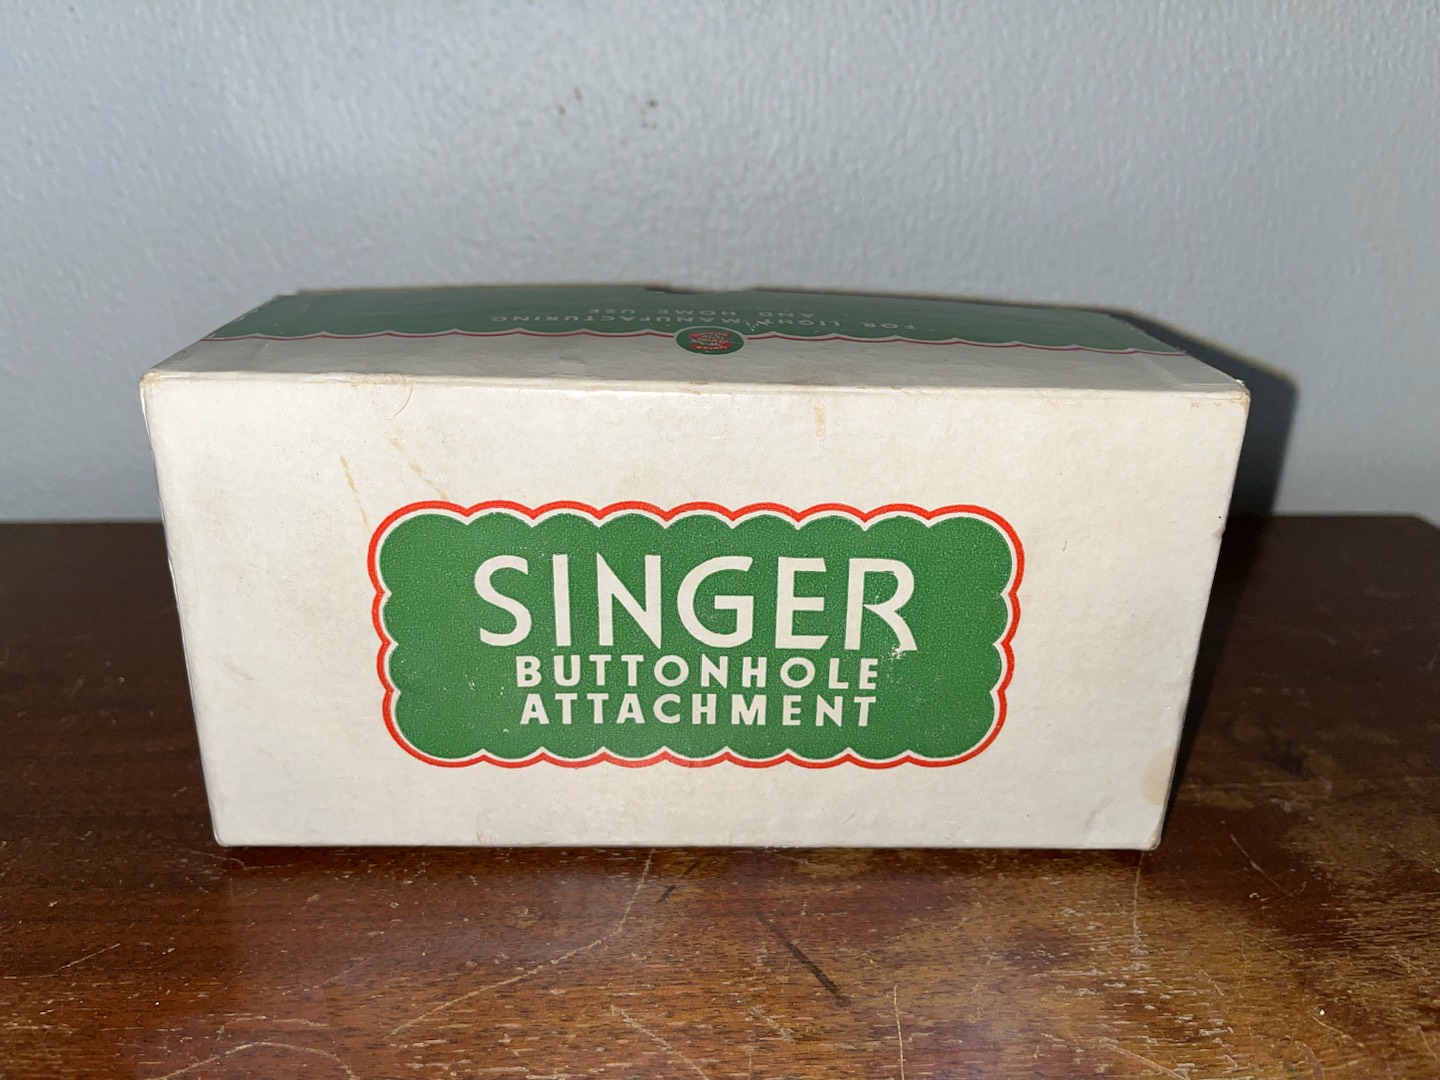 FOR LIGHT MANUFACTURING
AND HOME USE
SINGER
BUTTONHOLE
ATTACHMENT